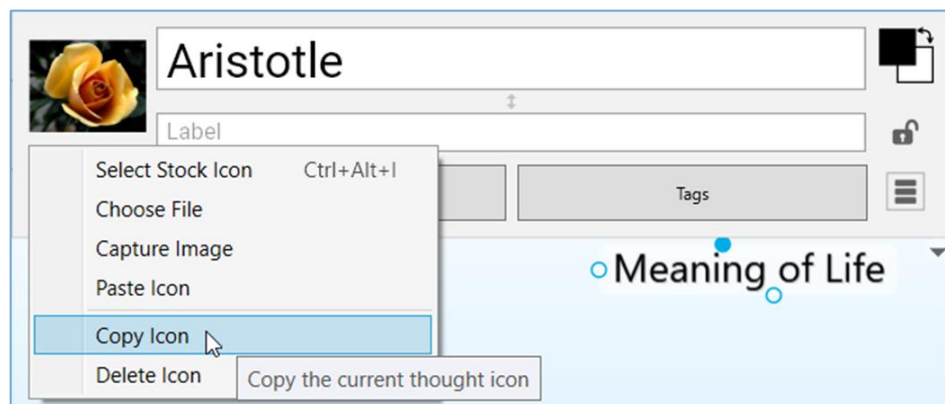 Aristotle
Label
Tags
Select Stock Icon Ctrl+Alt+I
Choose File
Capture Image
Paste Icon
Copy Icon
Delete Icon
Copy the current thought icon
Meaning of Life